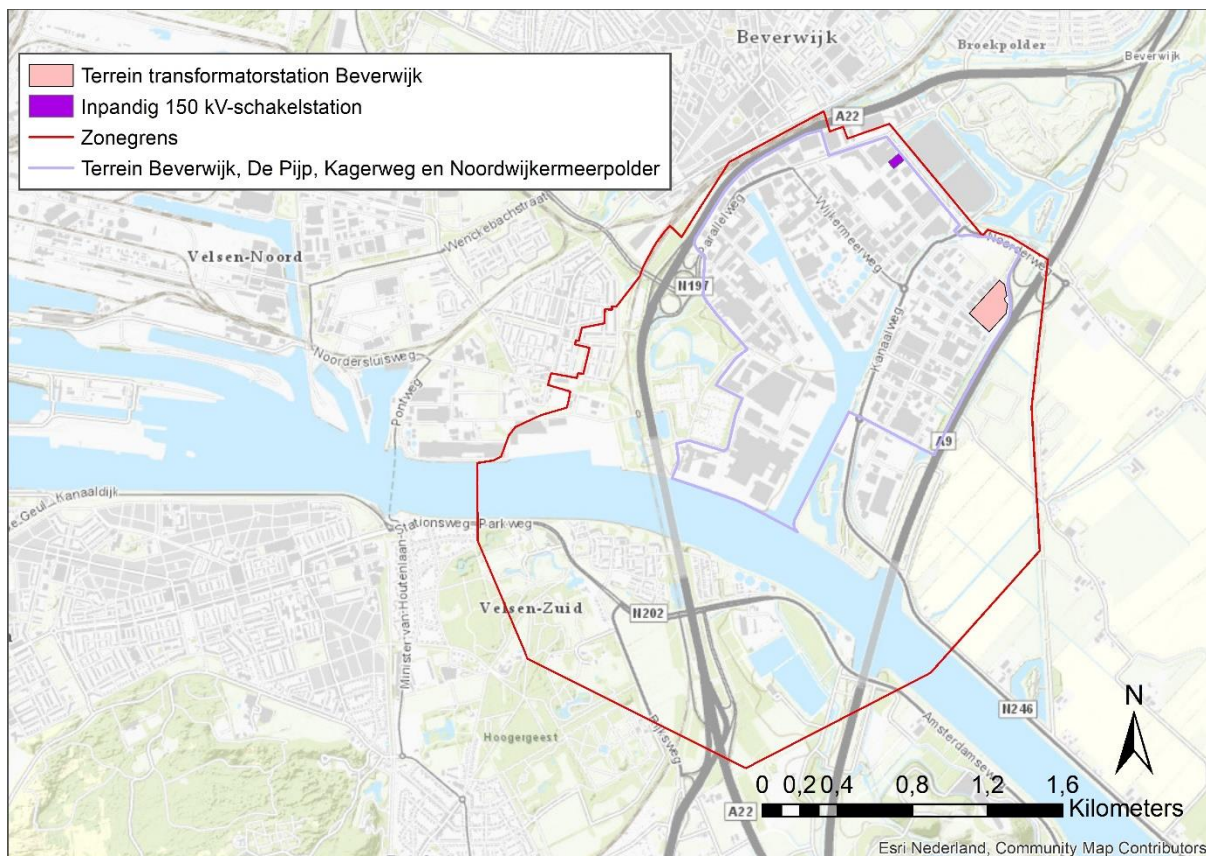 Beverwijk
Broekpolder
Beverwijk
Terrein transformatorstation Beverwijk
Inpandig 150 kV-schakelstation
Zonegrens
Terrein Beverwijk, De Pijp, Kagerweg en Noordwijkermeerpolder
A22
Wenckebachstraat
Parallelweg
Wijkermeerweg
Velsen-Noord
N197
Noorderweg
Kanaalweg
Noordersluisweg
Pontweg
A9
Kanaaldijk
Stationsweg
Parkweg
Velsen-Zuid
N202
Minister van Houtenlaan
N246
Hoogergeest
Rijksweg
Amsterdamsewe
N
0 0,2 0,4 0,8 1,2 1,6
Kilometers
A22
Esri Nederland, Community Map Contributors